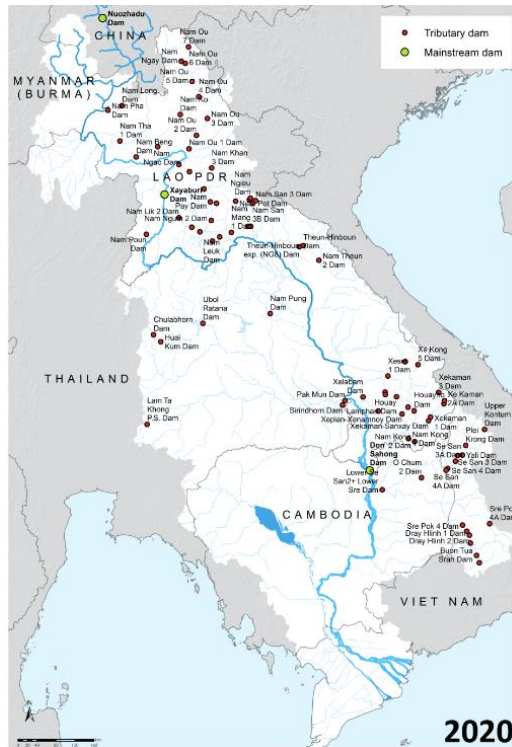 Nuozhadu
Dam
CHINA
Tributary dam
Mainstream dam
Nam Ou
7 Dam
Nam
Ngay Dam
Nam Ou
6 Dam
MYANMAR
(BURMA)
Nam Ou
5 Dam
Nam Ou
4 Dam
Nam Long
Dam
Nam Ko
Dam
Nam Pha
Dam
Nam Ou
2 Dam
Nam Ou
3 Dam
Nam Tha
1 Dam
Nam Beng
Dam
Nam Ou 1 Dam
Nam
Ngao Dam
Nam Khan
3 Dam
LAO PDR
Xayaburi
Dam
Nam
Pay Dam
Nam
Ngieu
Dam
Nam San 3 Dam
Nam Pot Dam
Nam San
3B Dam
Nam Lik 2 Dam
Nam
Mang
1 Dam
Nam Poun
Dam
Nam
Leuk Dam
Theun-Hinboun
Dam
Theun-Hinboun
exp. (NG8) Dam
Nam Theun
2 Dam
Ubol
Ratana
Dam
Nam Pung Dam
Chulabhorn
Dam
Huai
Kum Dam
Xe Kong
5 Dam
THAILAND
Xelabam
Dam
Xekaman
3 Dam
Lam Ta
Khong
P.S. Dam
Pak Mun Dam
Sirindhorn Dam
Houay
Lamphan
Dam
Xe Kaman
2A Dam
Xepian-Xenamnoy Dam
Xekaman
1 Dam
Xekaman-Sanxay Dam
Upper
Kontum
Dam
Plei
Krong Dam
Don
Sahong
Dam
Nam Kong
2 Dam
Nam Kong
Se San
3A Dam
Yali Dam
Se San 3 Dam
Lower Se
San2+ Lower
Sre Dam
O Chum
2 Dam
Se San
4A Dam
Se San 4 Dam
CAMBODIA
Sre Pok 4 Dam
Sre Pok
4A Dam
Dray Hlinh 1 Dam
Dray Hlinh 2 Dam
Buon Tua
Srah Dam
VIET NAM
2020